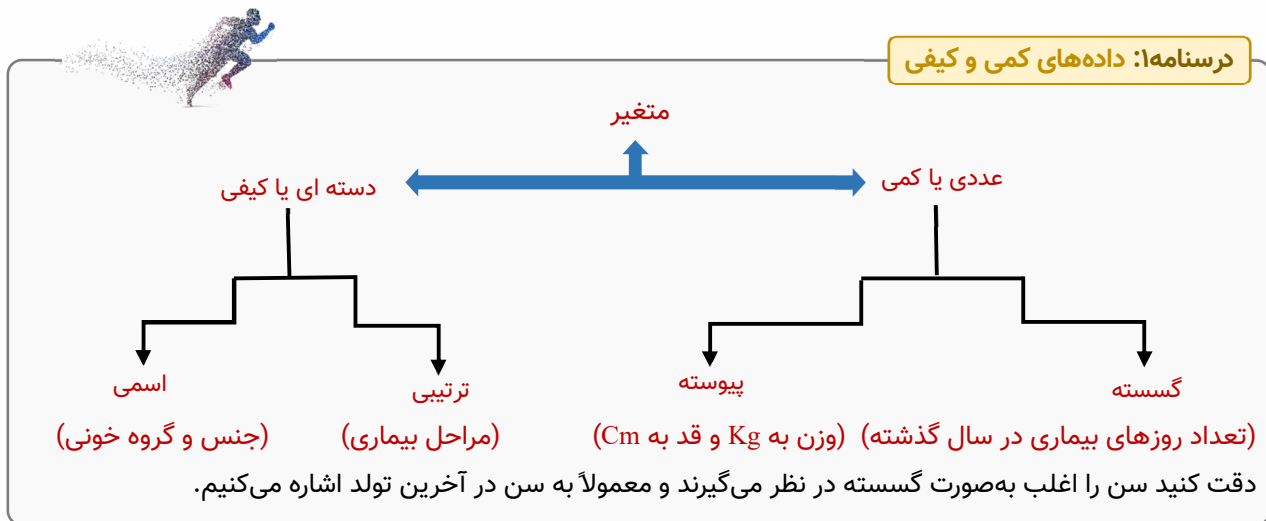 درسنامه۱: داده‌های کمی و کیفی
متغیر
عددی یا کمی
دسته ای یا کیفی
گسسته
پیوسته
ترتیبی
اسمی
(تعداد روزهای بیماری در سال گذشته) (وزن به Kg و قد به Cm) (مراحل بیماری) (جنس و گروه خونی)
دقت کنید سن را اغلب به‌صورت گسسته در نظر می‌گیرند و معمولاً به سن در آخرین تولد اشاره می‌کنیم.